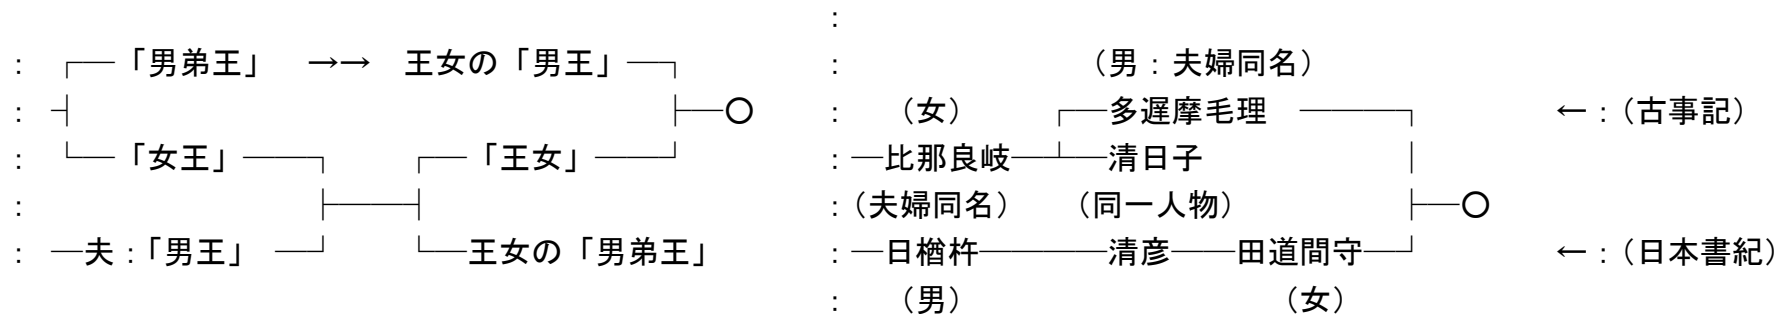 :
: ┌─「男弟王」 →→ 王女の「男王」─┐ : (男:夫婦同名)
: ┤ ├─○ : (女) ┌─多遅摩毛理 ───┐ ←:(古事記)
: └─「女王」──┐ ┌─「王女」──┘ :─比那良岐─┴─清日子 │
: ├──┤ :(夫婦同名) (同一人物) ├─○
: ─夫:「男王」 ─┘ └─王女の「男弟王」 :─日楢杵───清彦──田道間守─┘ ←:(日本書紀)
: (男) (女)